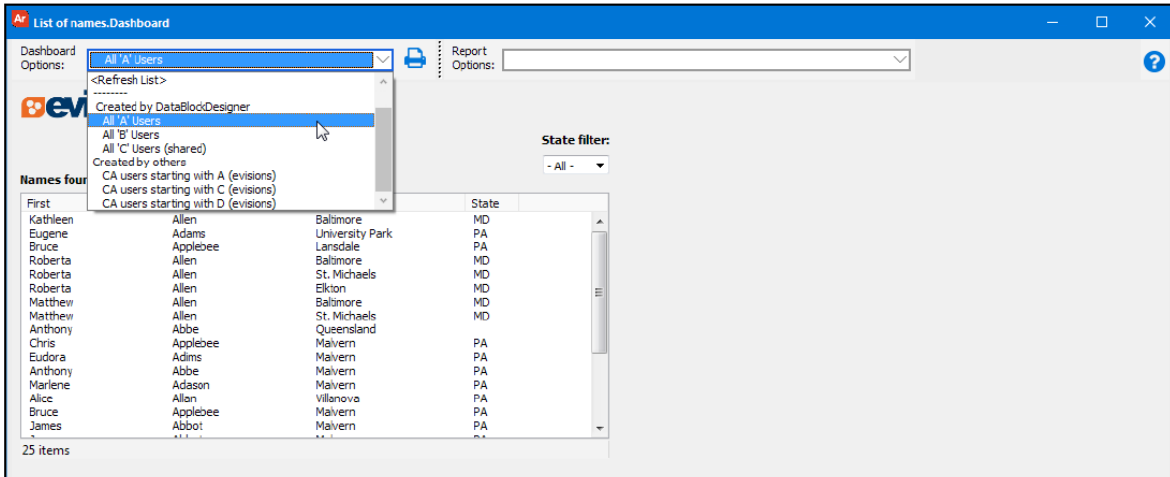 Ar List of names.Dashboard
Dashboard Options: All 'A' Users Report Options:
<Refresh List>
--------
Created by DataBlockDesigner
All 'A' Users
All 'B' Users
All 'C' Users (shared)
Created by others
CA users starting with A (evisions)
CA users starting with C (evisions)
CA users starting with D (evisions)
State filter:
- All -
First State
Kathleen Allen Baltimore MD
Eugene Adams University Park PA
Bruce Applebee Lansdale PA
Roberta Allen Baltimore MD
Roberta Allen St. Michaels MD
Roberta Allen Elkton MD
Matthew Allen Baltimore MD
Matthew Allen St. Michaels MD
Anthony Abbe Queensland
Chris Applebee Malvern PA
Eudora Adims Malvern PA
Anthony Abbe Malvern PA
Marlene Adason Malvern PA
Alice Allan Villanova PA
Bruce Applebee Malvern PA
James Abbot Malvern PA
25 items